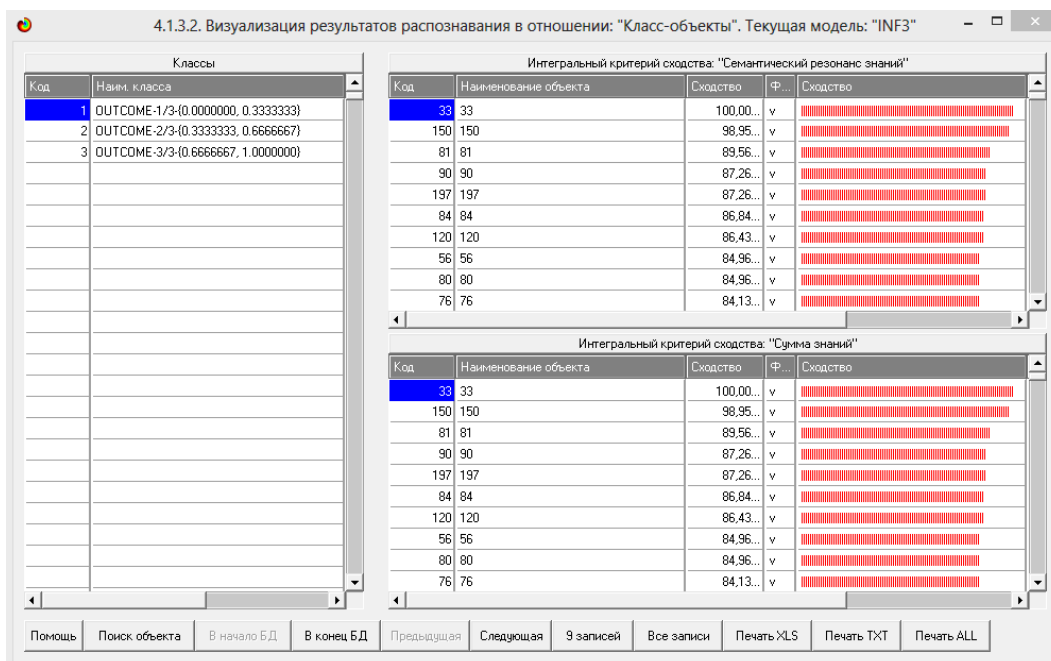 4.1.3.2. Визуализация результатов распознавания в отношении: "Класс-объекты". Текущая модель: "INF3"
Классы
Код Наим. класса
1 OUTCOME-1/3-{0.0000000, 0.3333333}
2 OUTCOME-2/3-{0.3333333, 0.6666667}
3 OUTCOME-3/3-{0.6666667, 1.0000000}
Интегральный критерий сходства: "Семантический резонанс знаний"
Код Наименование объекта Сходство Ф... Сходство
33 33 100,00... v
150 150 98,95... v
81 81 89,56... v
90 90 87,26... v
197 197 87,26... v
84 84 86,84... v
120 120 86,43... v
56 56 84,96... v
80 80 84,96... v
76 76 84,13... v
Интегральный критерий сходства: "Сумма знаний"
Код Наименование объекта Сходство Ф... Сходство
33 33 100,00... v
150 150 98,95... v
81 81 89,56... v
90 90 87,26... v
197 197 87,26... v
84 84 86,84... v
120 120 86,43... v
56 56 84,96... v
80 80 84,96... v
76 76 84,13... v
Помощь Поиск объекта В начало БД В конец БД Предыдущая Следующая 9 записей Все записи Печать XLS Печать TXT Печать ALL